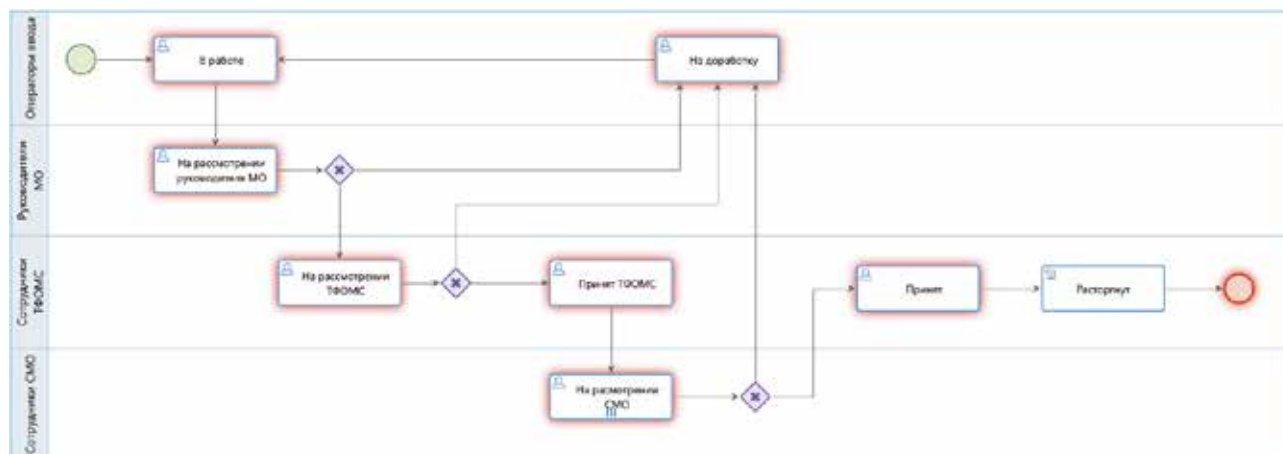 Операторы ввода
В работе
На доработку
Руководители
МО
На рассмотрении
руководителя МО
Сотрудники
ТФОМС
На рассмотрении
ТФОМС
Принят ТФОМС
Принят
Расторгнут
Сотрудники СМО
На расмотрении
СМО